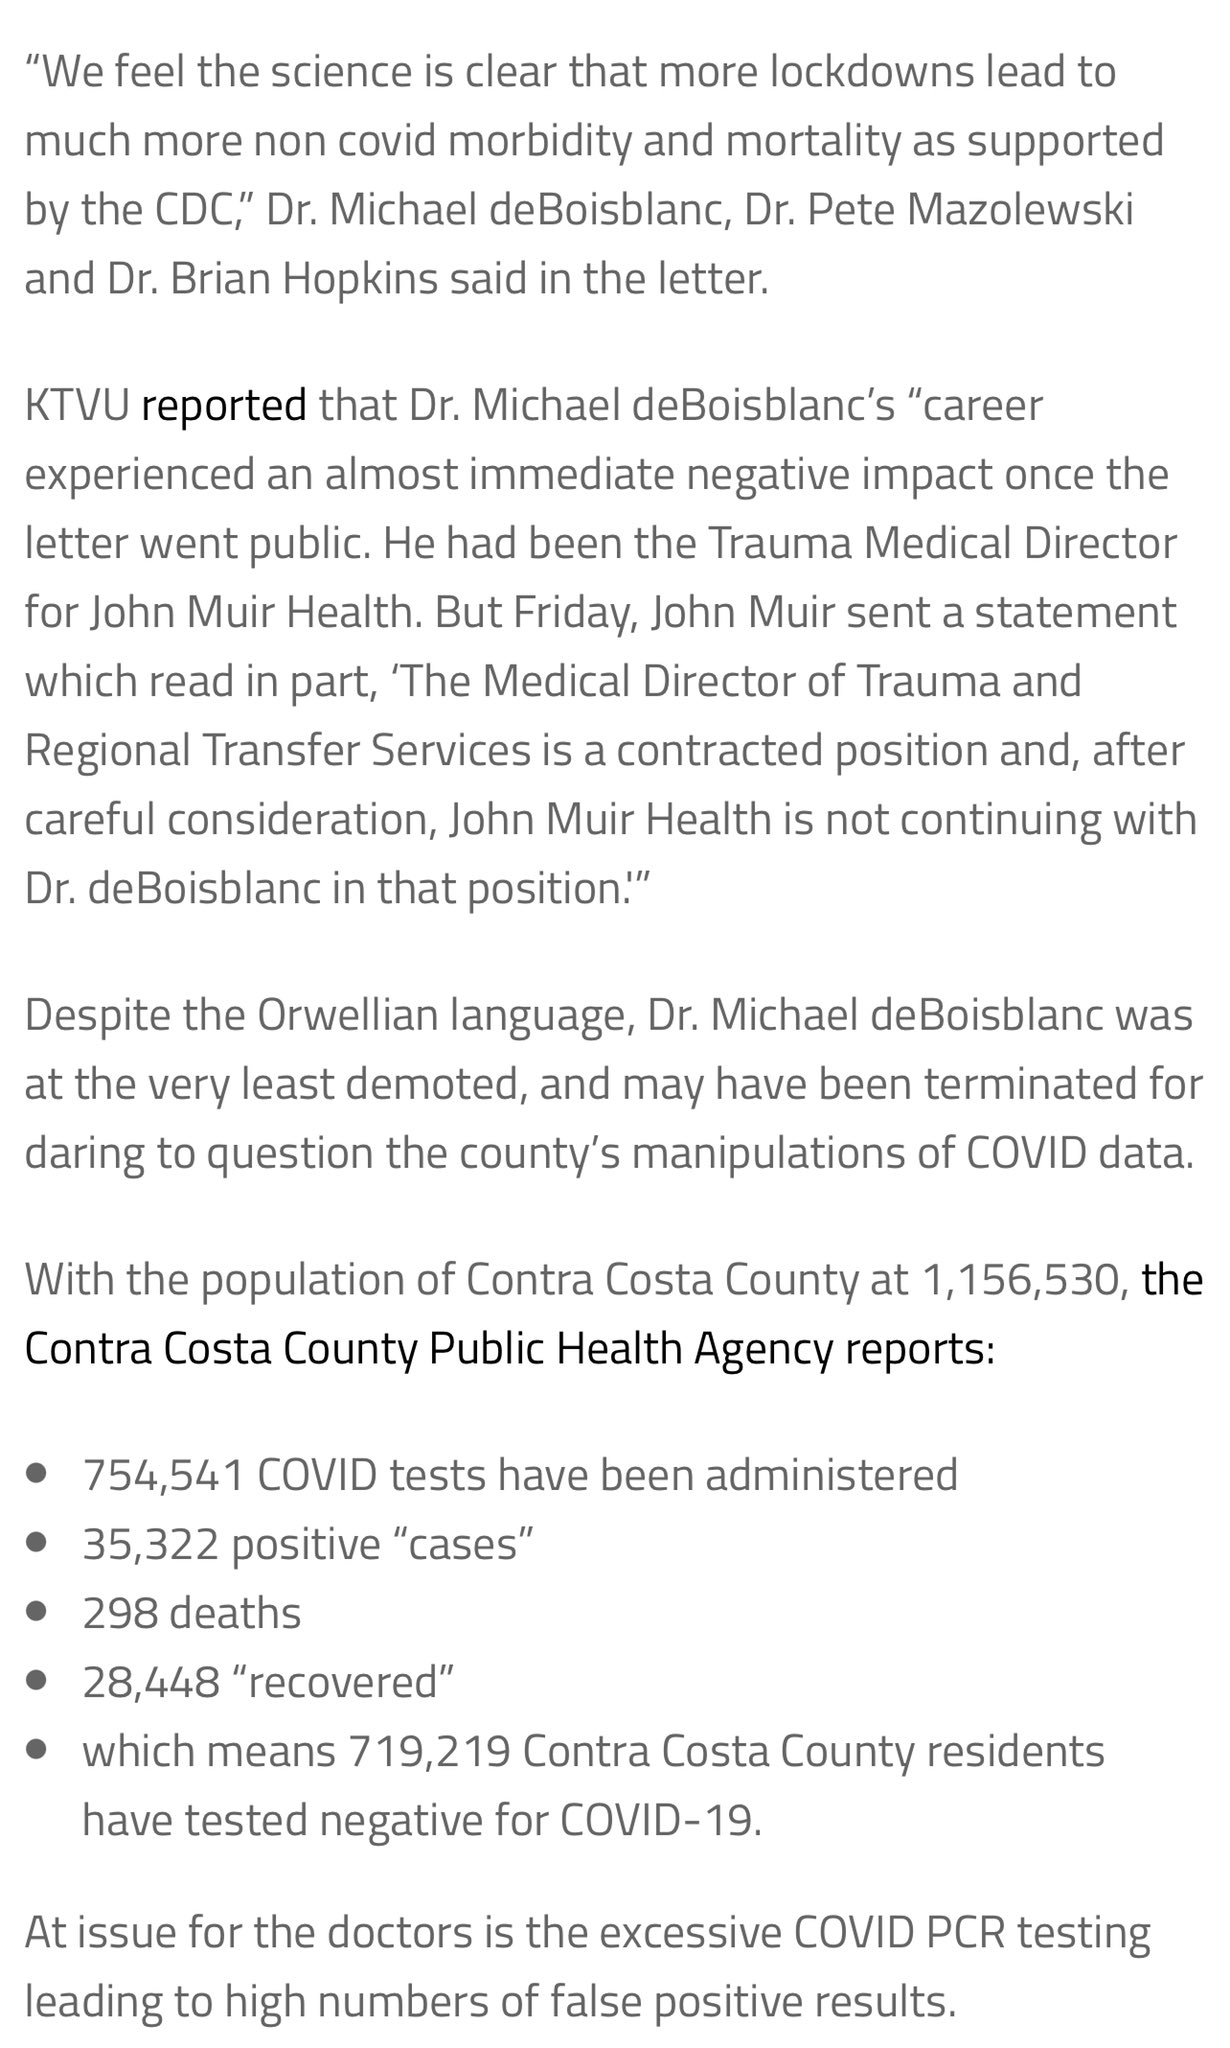 “We feel the science is clear that more lockdowns lead to
much more non covid morbidity and mortality as supported
by the CDC,” Dr. Michael deBoisblanc, Dr. Pete Mazolewski
and Dr. Brian Hopkins said in the letter.
KTVU reported that Dr. Michael deBoisblanc’s “career
experienced an almost immediate negative impact once the
letter went public. He had been the Trauma Medical Director
for John Muir Health. But Friday, John Muir sent a statement
which read in part, ‘The Medical Director of Trauma and
Regional Transfer Services is a contracted position and, after
careful consideration, John Muir Health is not continuing with
Dr. deBoisblanc in that position.'”
Despite the Orwellian language, Dr. Michael deBoisblanc was
at the very least demoted, and may have been terminated for
daring to question the county’s manipulations of COVID data.
With the population of Contra Costa County at 1,156,530, the
Contra Costa County Public Health Agency reports:
• 754,541 COVID tests have been administered
• 35,322 positive “cases”
• 298 deaths
• 28,448 “recovered”
• which means 719,219 Contra Costa County residents
have tested negative for COVID-19.
At issue for the doctors is the excessive COVID PCR testing
leading to high numbers of false positive results.